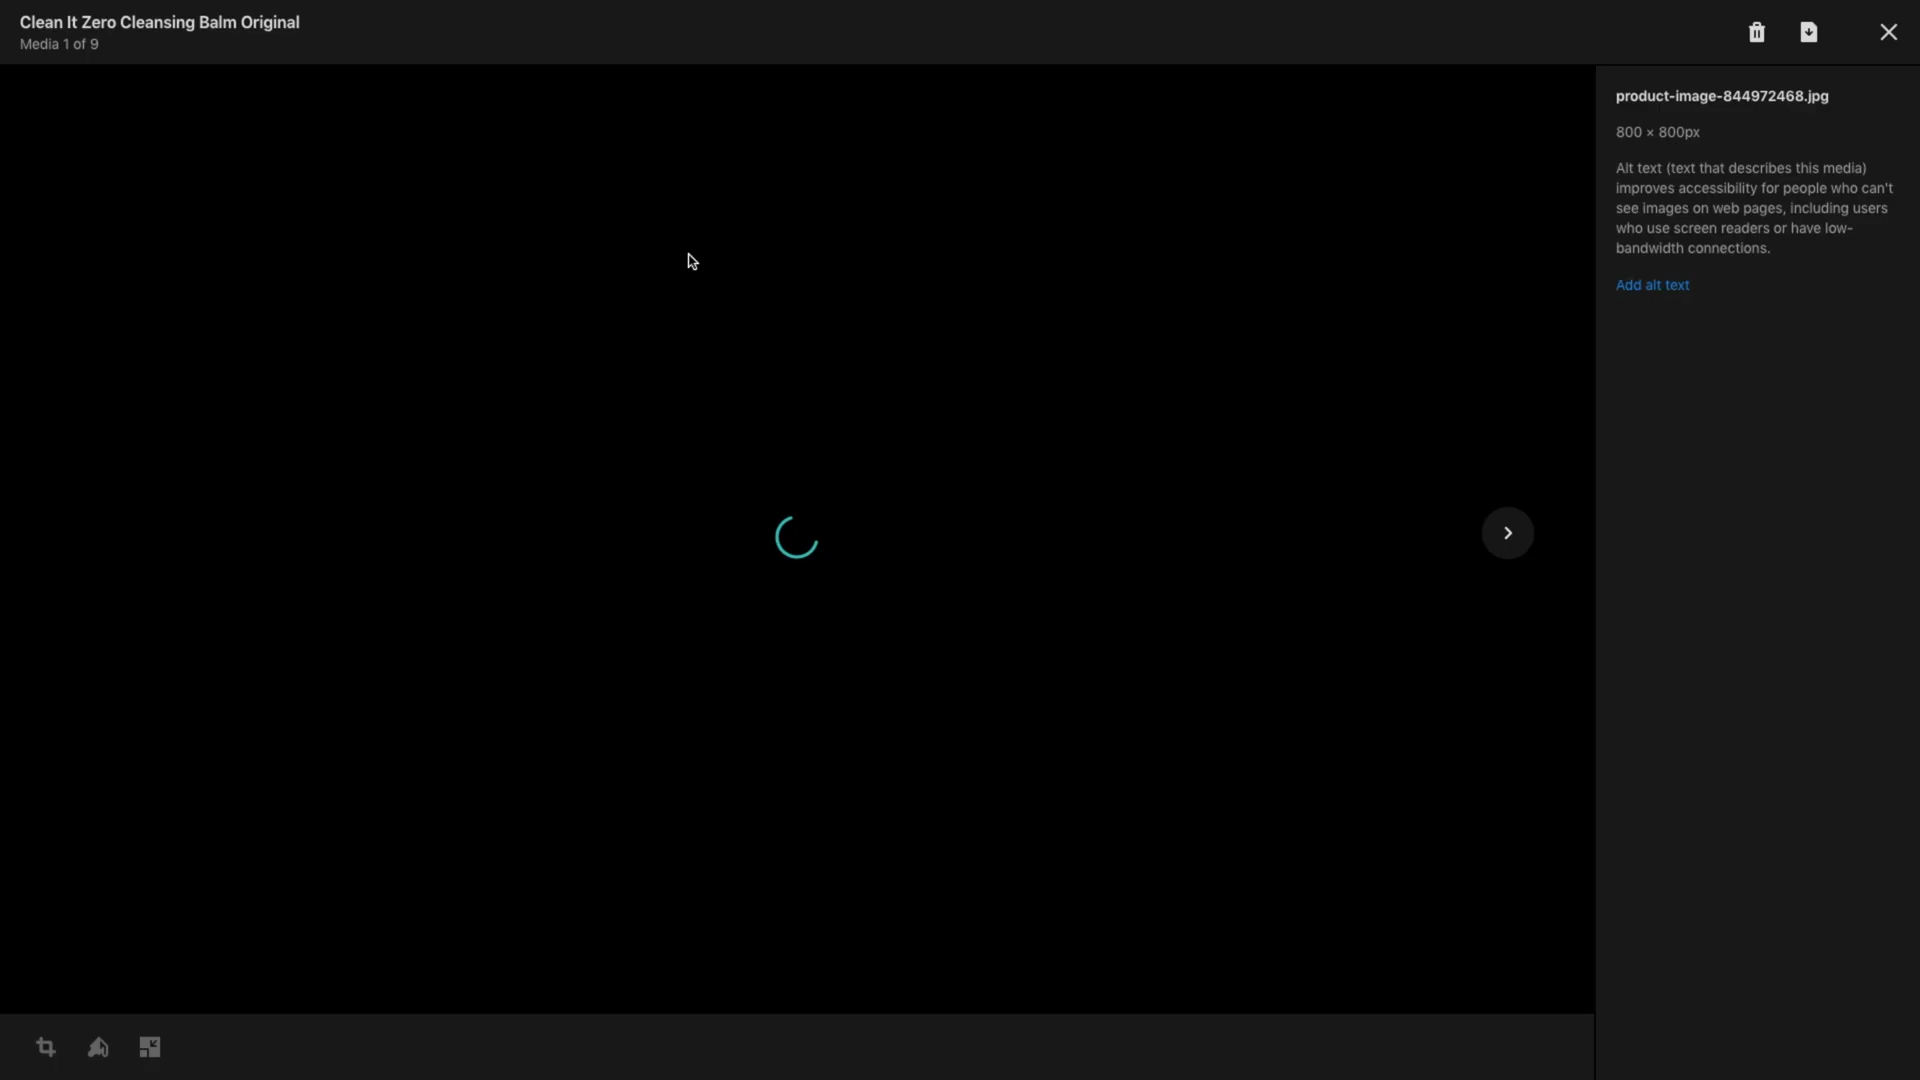 Clean It Zero Cleansing Balm Original
Media 1 of 9
product-image-844972468.jpg
800 × 800px
Alt text (text that describes this media)
improves accessibility for people who can't
see images on web pages, including users
who use screen readers or have low-
bandwidth connections.
Add alt text